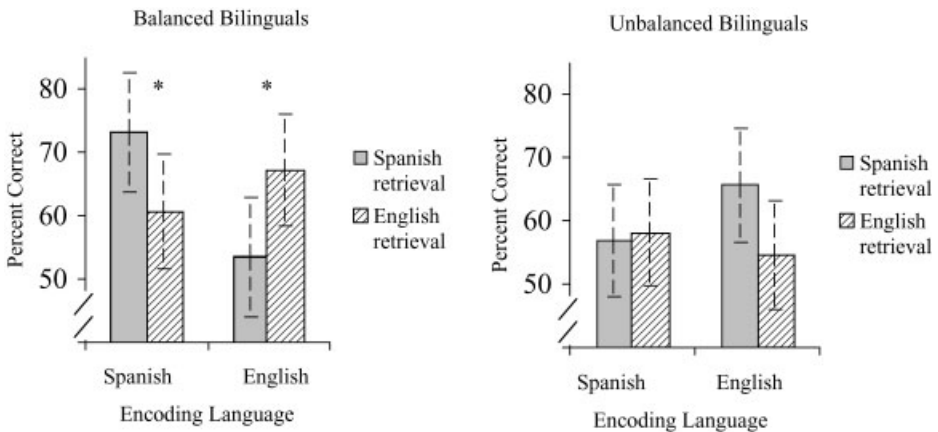 Balanced Bilinguals
80
70
60
50
Percent Correct
*
*
Spanish
retrieval
English
retrieval
Spanish
English
Encoding Language
Unbalanced Bilinguals
80
70
60
50
Percent Correct
Spanish
retrieval
English
retrieval
Spanish
English
Encoding Language